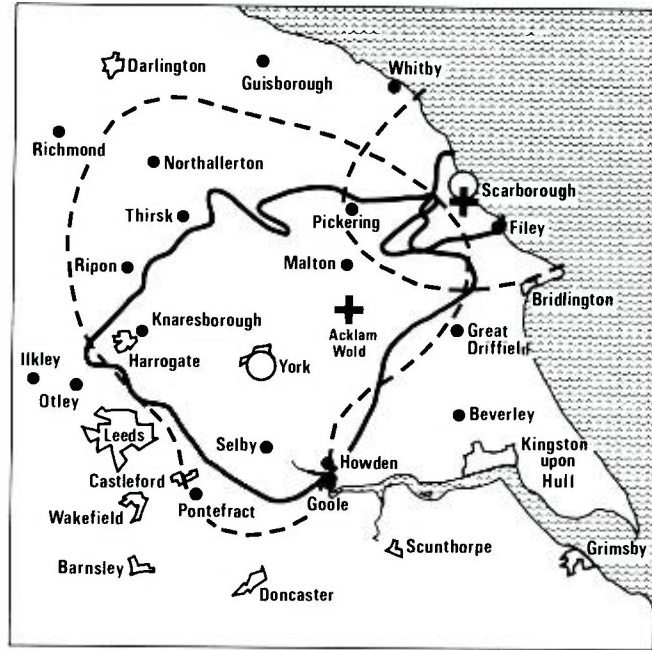 Darlington
Guisborough
Whitby
Richmond
Northallerton
Scarborough
Thirsk
Pickering
Filey
Ripon
Malton
Bridlington
Knaresborough
Harrogate
Acklam
Wold
Great
Driffield
Ilkley
Otley
York
Leeds
Beverley
Selby
Kingston
upon
Hull
Castleford
Howden
Wakefield
Pontefract
Goole
Scunthorpe
Grimsby
Barnsley
Doncaster